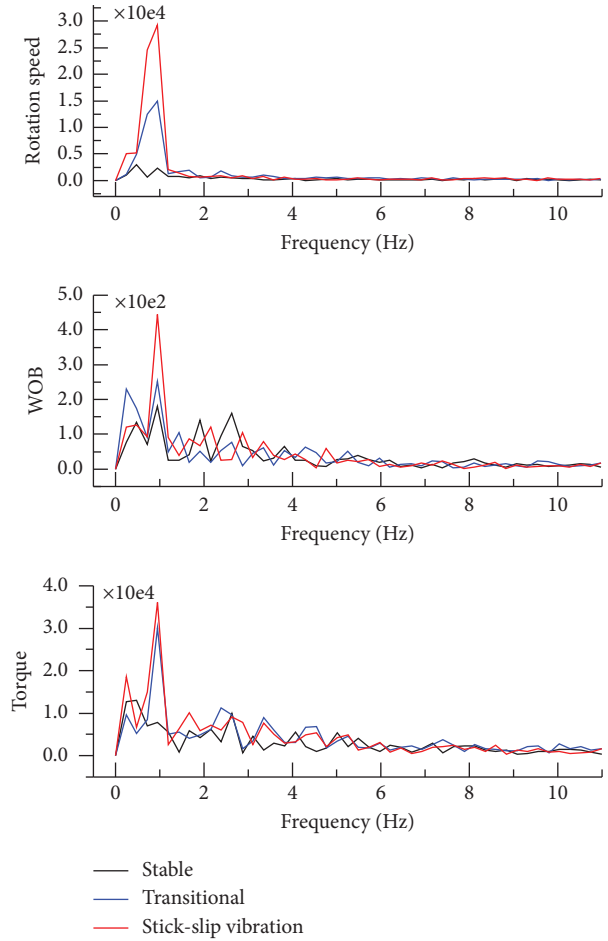 ×10e4
3.0
2.5
2.0
1.5
1.0
0.5
0.0
Rotation speed
0 2 4 6 8 10
Frequency (Hz)
5.0
×10e2
4.0
3.0
2.0
1.0
0.0
WOB
0 2 4 6 8 10
Frequency (Hz)
4.0
×10e4
3.0
2.0
1.0
0.0
Torque
0 2 4 6 8 10
Frequency (Hz)
Stable
Transitional
Stick-slip vibration